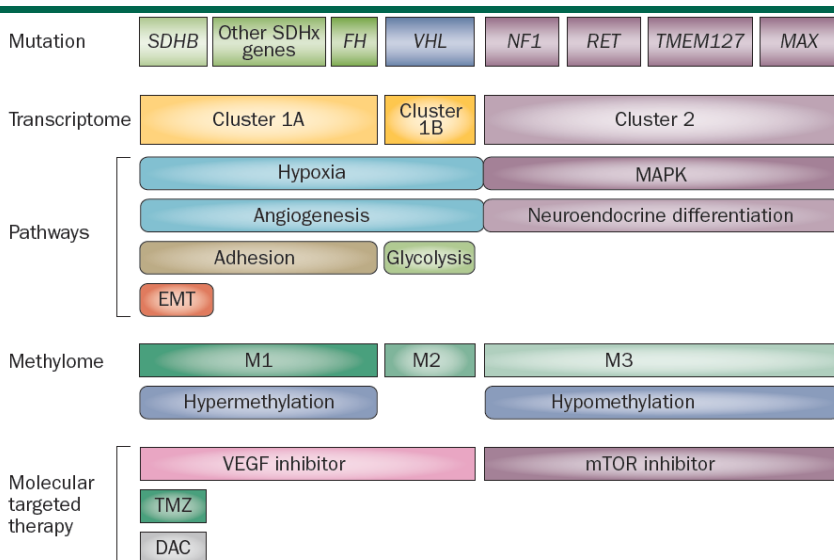 Mutation
SDHB
Other SDHx
genes
FH
VHL
NF1
RET
TMEM127
MAX
Transcriptome
Cluster 1A
Cluster
1B
Cluster 2
Pathways
Hypoxia
MAPK
Angiogenesis
Neuroendocrine differentiation
Adhesion
Glycolysis
EMT
Methylome
M1
M2
M3
Hypermethylation
Hypomethylation
Molecular
targeted
therapy
VEGF inhibitor
mTOR inhibitor
TMZ
DAC